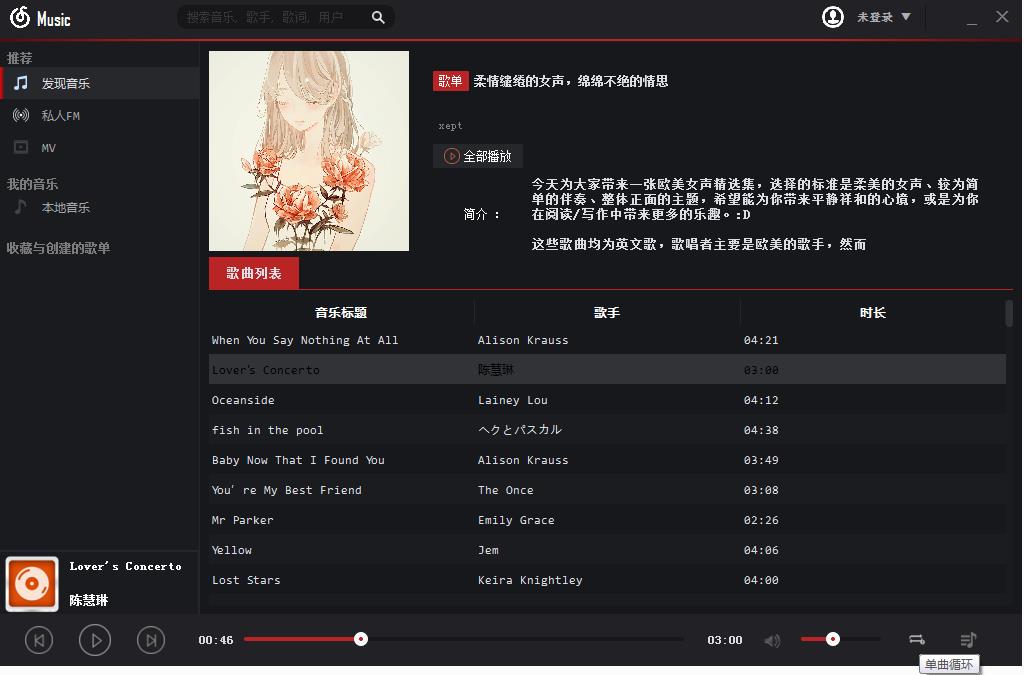 Music
搜索音乐, 歌手, 歌词, 用户
未登录
推荐
发现音乐
私人FM
MV
我的音乐
本地音乐
收藏与创建的歌单
歌单 柔情缱绻的女声，绵绵不绝的情思
xept
全部播放
简介 :
今天为大家带来一张欧美女声精选集，选择的标准是柔美的女声、较为简
单的伴奏、整体正面的主题，希望能为你带来平静祥和的心境，或是为你
在阅读/写作中带来更多的乐趣。:D
这些歌曲均为英文歌，歌唱者主要是欧美的歌手，然而
歌曲列表
音乐标题 歌手 时长
When You Say Nothing At All Alison Krauss 04:21
Lover's Concerto 陈慧琳 03:00
Oceanside Lainey Lou 04:12
fish in the pool ヘクとパスカル 04:38
Baby Now That I Found You Alison Krauss 03:49
You’re My Best Friend The Once 03:08
Mr Parker Emily Grace 02:26
Yellow Jem 04:06
Lost Stars Keira Knightley 04:00
Lover's Concerto
陈慧琳
00:46 03:00
单曲循环